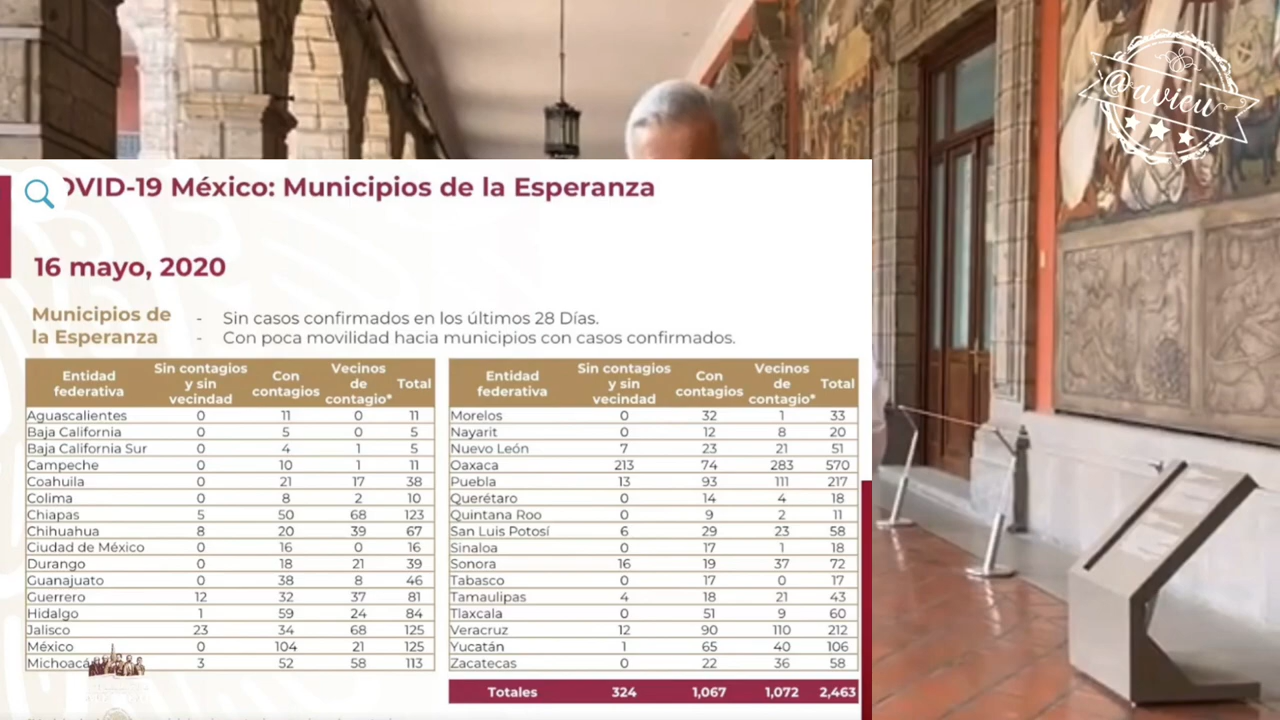 @avieu
OVID-19 México: Municipios de la Esperanza
16 mayo, 2020
Municipios de la Esperanza
- Sin casos confirmados en los últimos 28 Días.
- Con poca movilidad hacia municipios con casos confirmados.
Entidad federativa Sin contagios y sin vecindad Con contagios Vecinos de contagio* Total
Aguascalientes 0 11 0 11
Baja California 0 5 0 5
Baja California Sur 0 4 1 5
Campeche 0 10 1 11
Coahuila 0 21 17 38
Colima 0 8 2 10
Chiapas 5 50 68 123
Chihuahua 8 20 39 67
Ciudad de México 0 16 0 16
Durango 0 18 21 39
Guanajuato 0 38 8 46
Guerrero 12 32 37 81
Hidalgo 1 59 24 84
Jalisco 23 34 68 125
México 0 104 21 125
Michoacá 3 52 58 113
Entidad federativa Sin contagios y sin vecindad Con contagios Vecinos de contagio* Total
Morelos 0 32 1 33
Nayarit 0 12 8 20
Nuevo León 7 23 21 51
Oaxaca 213 74 283 570
Puebla 13 93 111 217
Querétaro 0 14 4 18
Quintana Roo 0 9 2 11
San Luis Potosí 6 29 23 58
Sinaloa 0 17 1 18
Sonora 16 19 37 72
Tabasco 0 17 0 17
Tamaulipas 4 18 21 43
Tlaxcala 0 51 9 60
Veracruz 12 90 110 212
Yucatán 1 65 40 106
Zacatecas 0 22 36 58
Totales 324 1,067 1,072 2,463